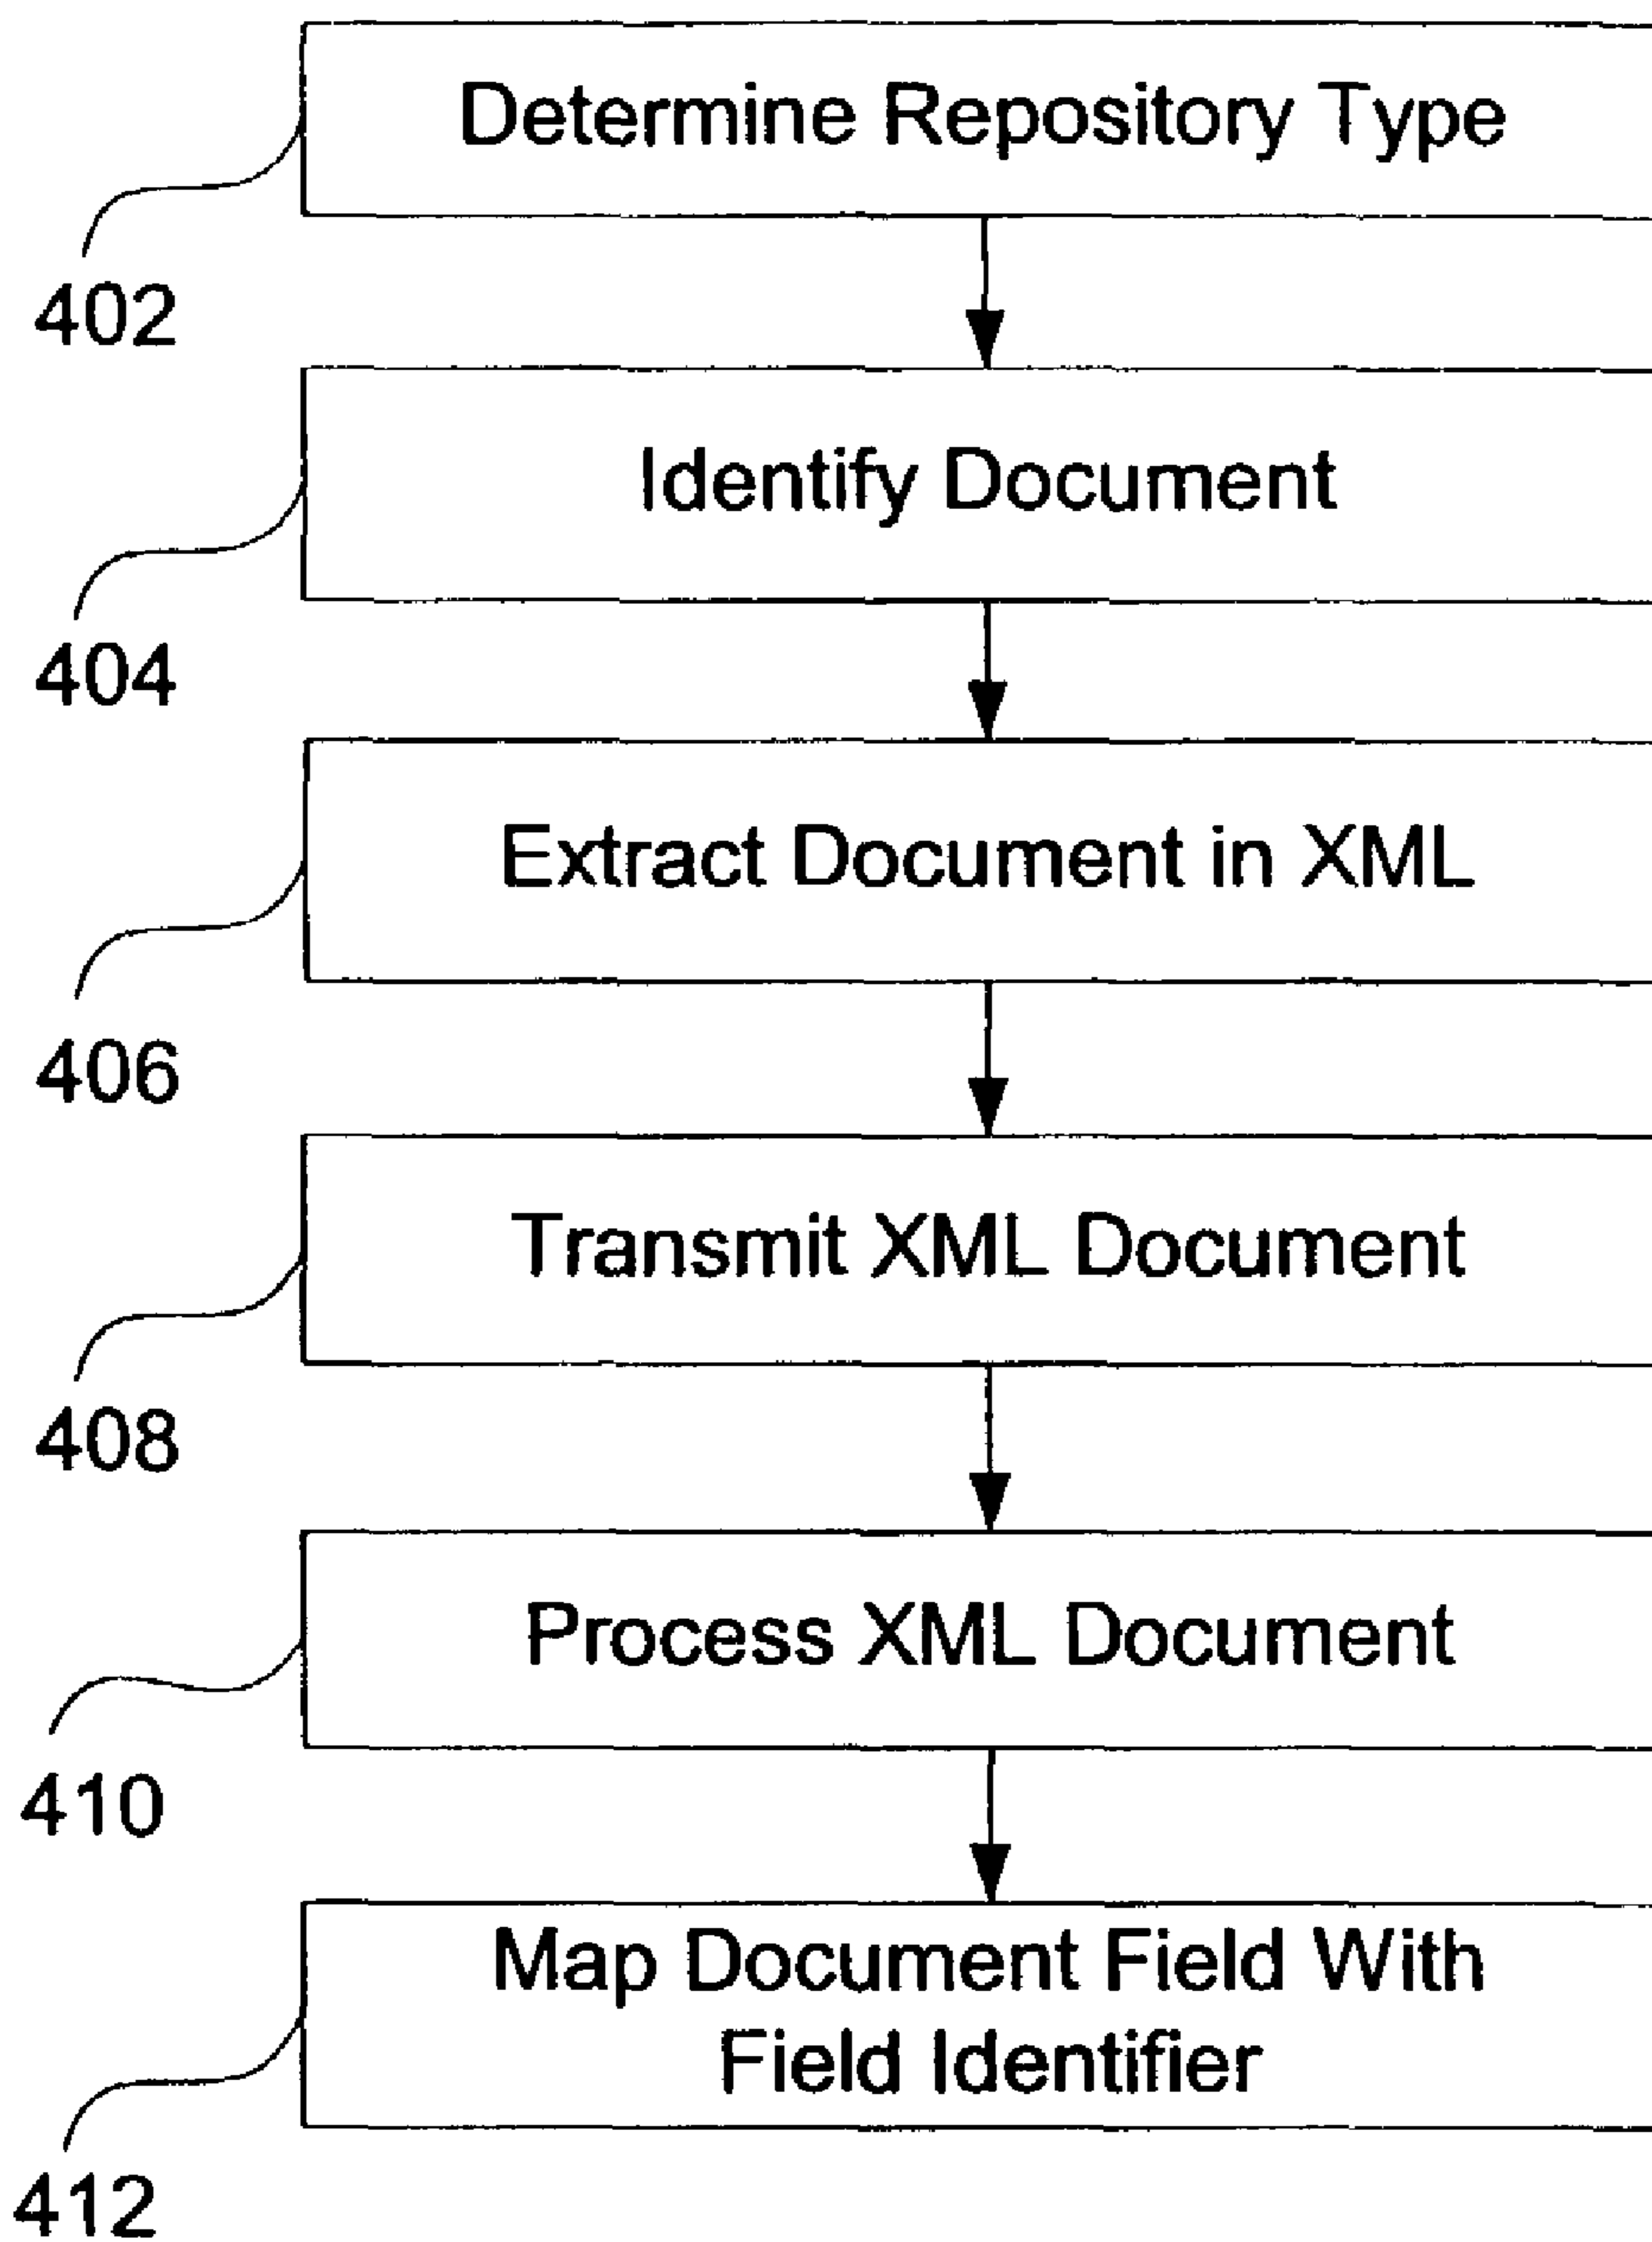 Determine Repository Type
402
Identify Document
404
Extract Document in XML
406
Transmit XML Document
408
Process XML Document
410
Map Document Field With
Field Identifier
412